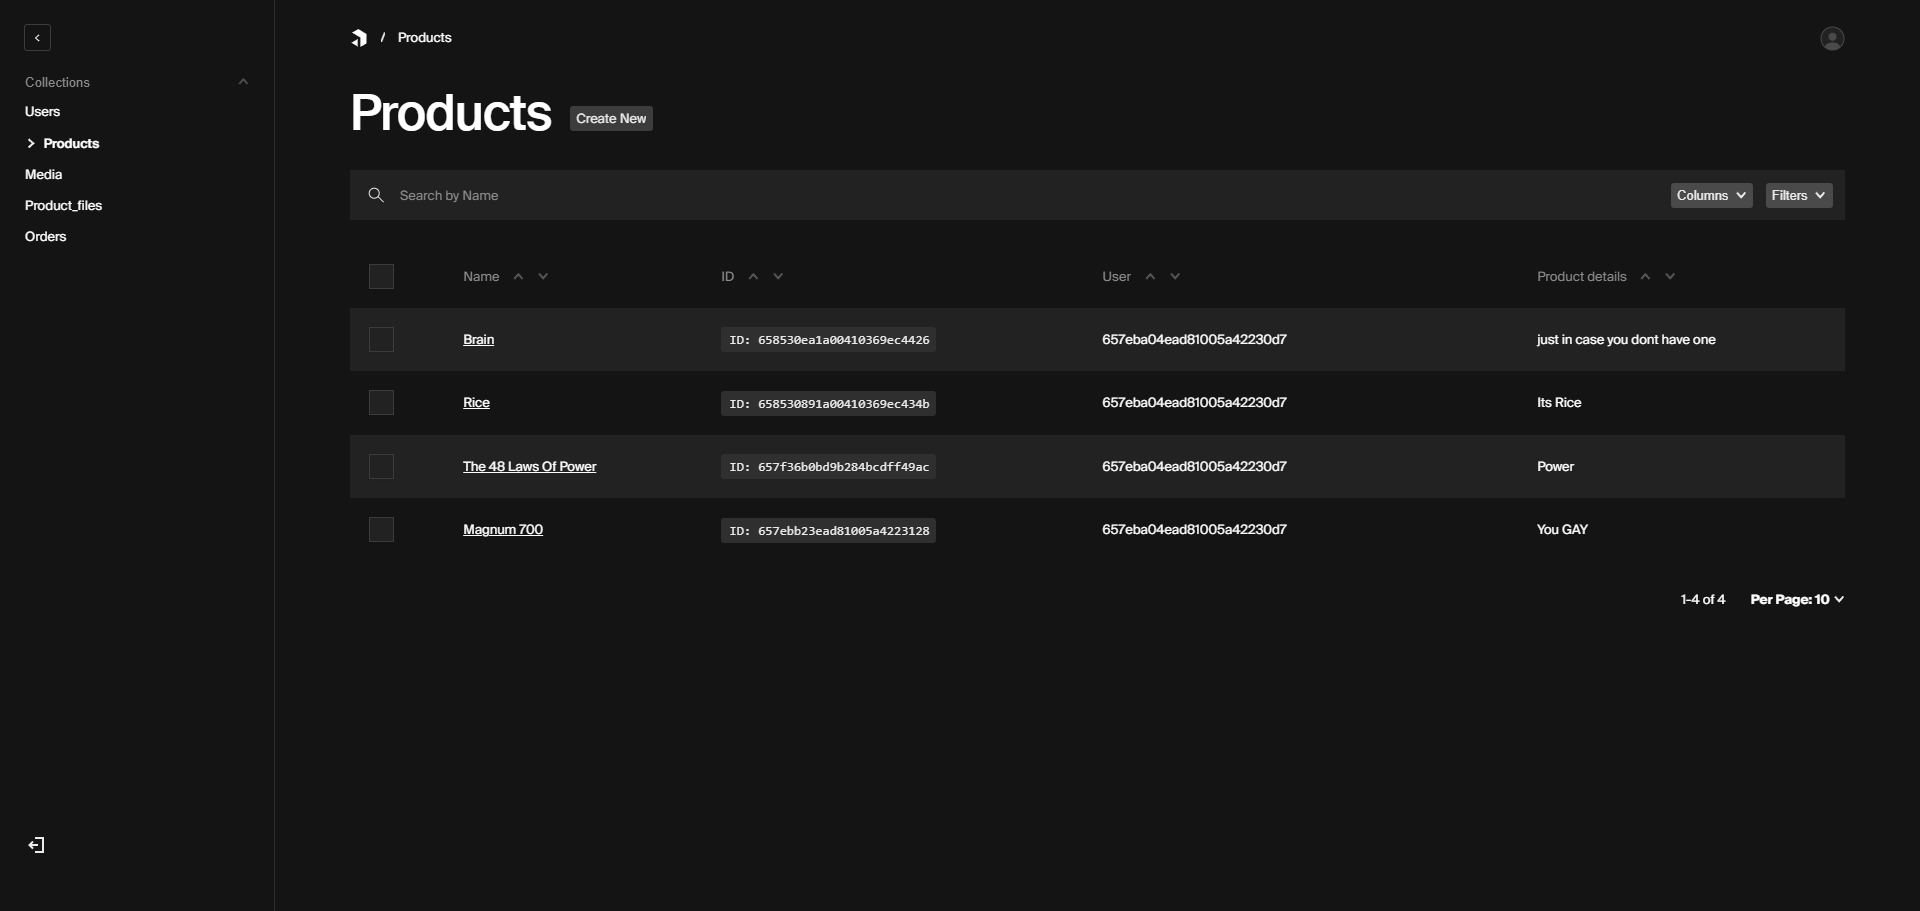 / Products
Collections
Users
Products
Media
Product_files
Orders
Products Create New
Search by Name Columns Filters
Name ID User Product details
Brain ID: 658530ea1a00410369ec4426 657eba04ead81005a42230d7 just in case you dont have one
Rice ID: 658530891a00410369ec434b 657eba04ead81005a42230d7 Its Rice
The 48 Laws Of Power ID: 657f36b0bd9b284bcdff49ac 657eba04ead81005a42230d7 Power
Magnum 700 ID: 657ebb23ead81005a4223128 657eba04ead81005a42230d7 You GAY
1-4 of 4 Per Page: 10